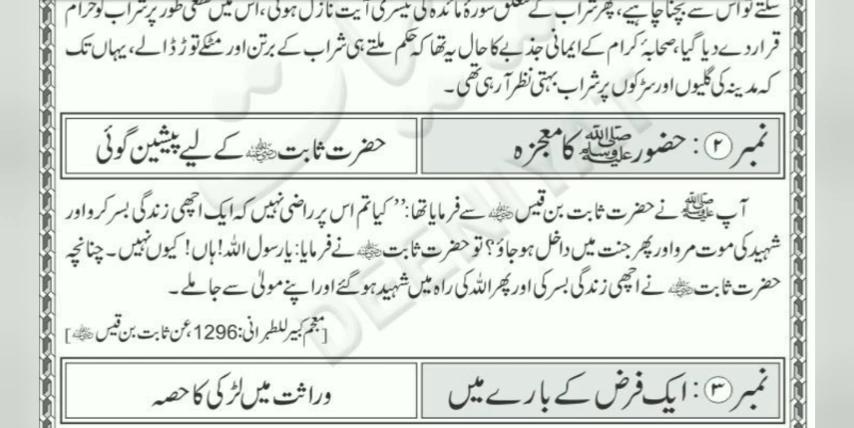 سکتے تو اس سے بچنا چاہیے، پھر شراب کے متعلق سورۂ مائدہ کی تیسری آیت نازل ہوئی، اس میں قطعی طور پر شراب کو حرام
قرار دے دیا گیا، صحابۂ کرام کے ایمانی جذبے کا حال یہ تھا کہ حکم ملتے ہی شراب کے برتن اور مٹکے توڑ ڈالے، یہاں تک
کہ مدینہ کی گلیوں اور سڑکوں پر شراب بہتی نظر آ رہی تھی۔
نمبر ۲: حضور ﷺ کا معجزہ
حضرت ثابت رضی اللہ عنہ کے لیے پیشین گوئی
آپ ﷺ نے حضرت ثابت بن قیس رضی اللہ عنہ سے فرمایا تھا: ’’کیا تم اس پر راضی نہیں کہ ایک اچھی زندگی بسر کرو اور
شہید کی موت مرو اور پھر جنت میں داخل ہو جاؤ؟ تو حضرت ثابت رضی اللہ عنہ نے فرمایا: یا رسول اللہ! ہاں! کیوں نہیں۔ چنانچہ
حضرت ثابت رضی اللہ عنہ نے اچھی زندگی بسر کی اور پھر اللہ کی راہ میں شہید ہو گئے اور اپنے مولیٰ سے جا ملے۔
[معجم کبیر للطبرانی: 1296، عن ثابت بن قیس رضی اللہ عنہ]
نمبر ۳: ایک فرض کے بارے میں
وراثت میں لڑکی کا حصہ
DEENIYAT